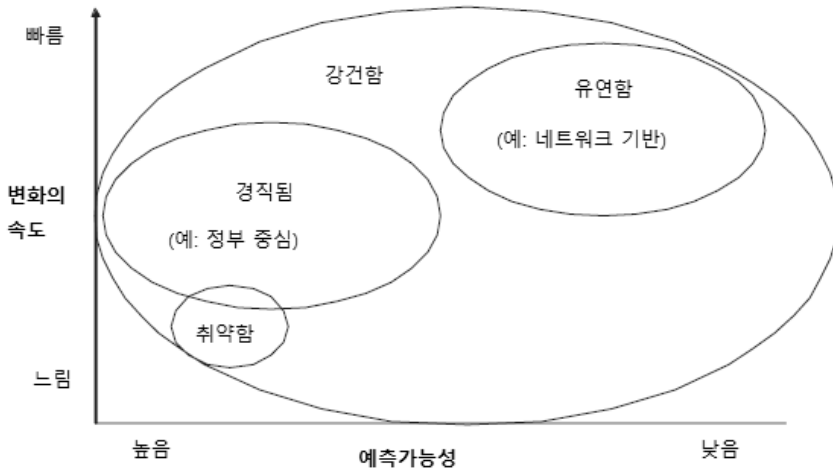 빠름
강건함
유연함
(예: 네트워크 기반)
경직됨
(예: 정부 중심)
변화의
속도
취약함
느림
높음
예측가능성
낮음